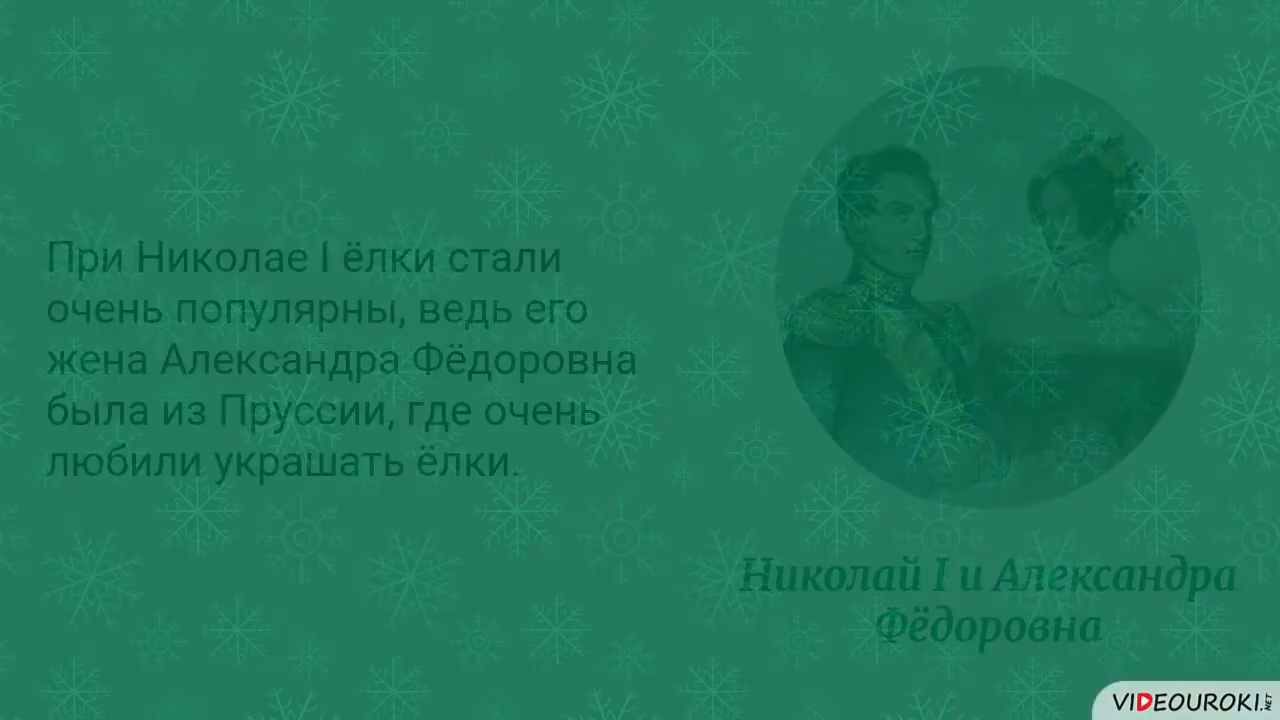 При Николае I ёлки стали
очень популярны, ведь его
жена Александра Фёдоровна
была из Пруссии, где очень
любили украшать ёлки.
Николай I и Александра
Фёдоровна
VIDEOUROKI.NET